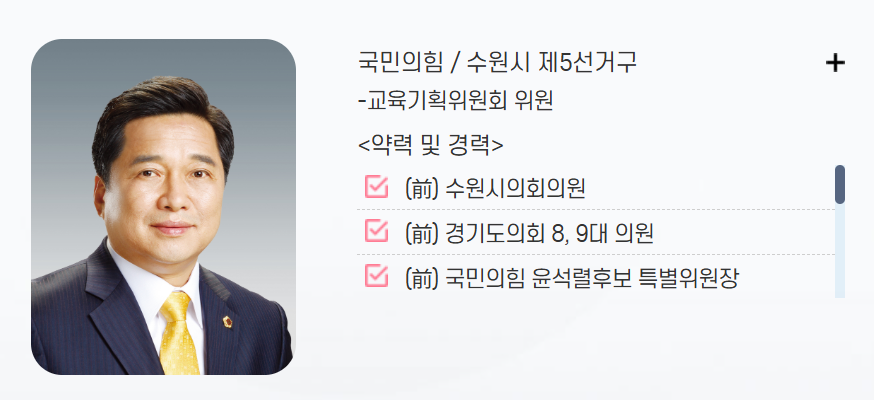 국민의힘 / 수원시 제5선거구
-교육기획위원회 위원
<약력 및 경력>
(前) 수원시의회의원
(前) 경기도의회 8, 9대 의원
(前) 국민의힘 윤석렬후보 특별위원장